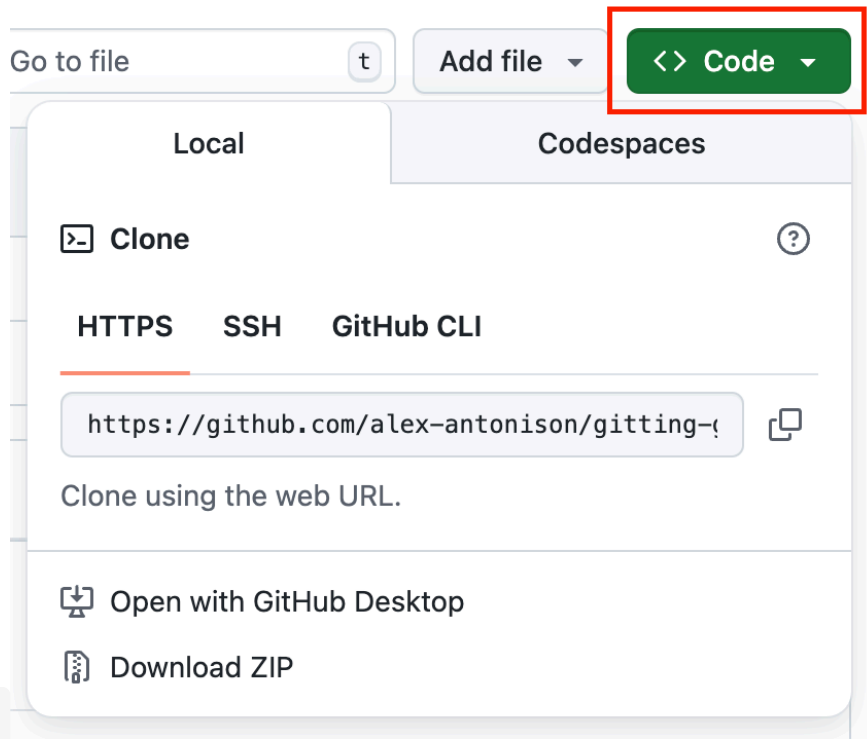 Go to file t Add file <> Code
Local Codespaces
Clone
HTTPS SSH GitHub CLI
https://github.com/alex-antonison/gitting-
Clone using the web URL.
Open with GitHub Desktop
Download ZIP